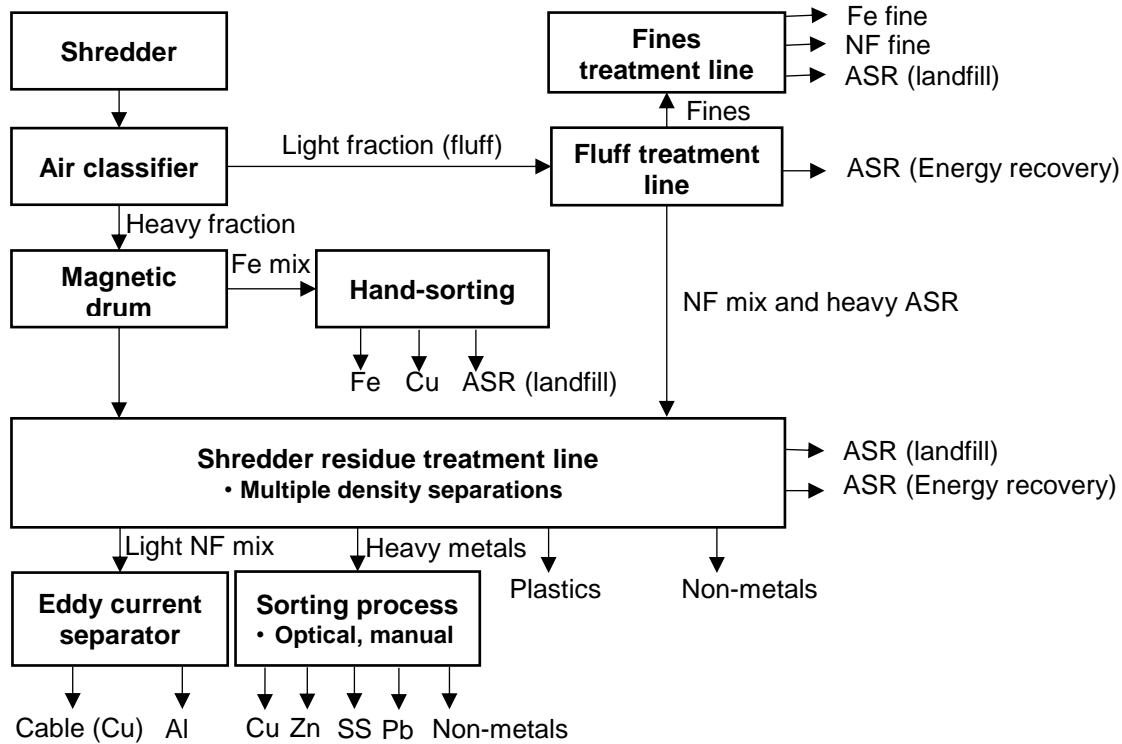 Shredder
Fines
treatment line
Fe fine
NF fine
ASR (landfill)
Fines
Air classifier
Light fraction (fluff)
Fluff treatment
line
ASR (Energy recovery)
Heavy fraction
Magnetic
drum
Fe mix
Hand-sorting
NF mix and heavy ASR
Fe
Cu
ASR (landfill)
Shredder residue treatment line
・Multiple density separations
ASR (landfill)
ASR (Energy recovery)
Light NF mix
Heavy metals
Plastics
Non-metals
Eddy current
separator
Sorting process
・Optical, manual
Cable (Cu)
Al
Cu
Zn
SS
Pb
Non-metals